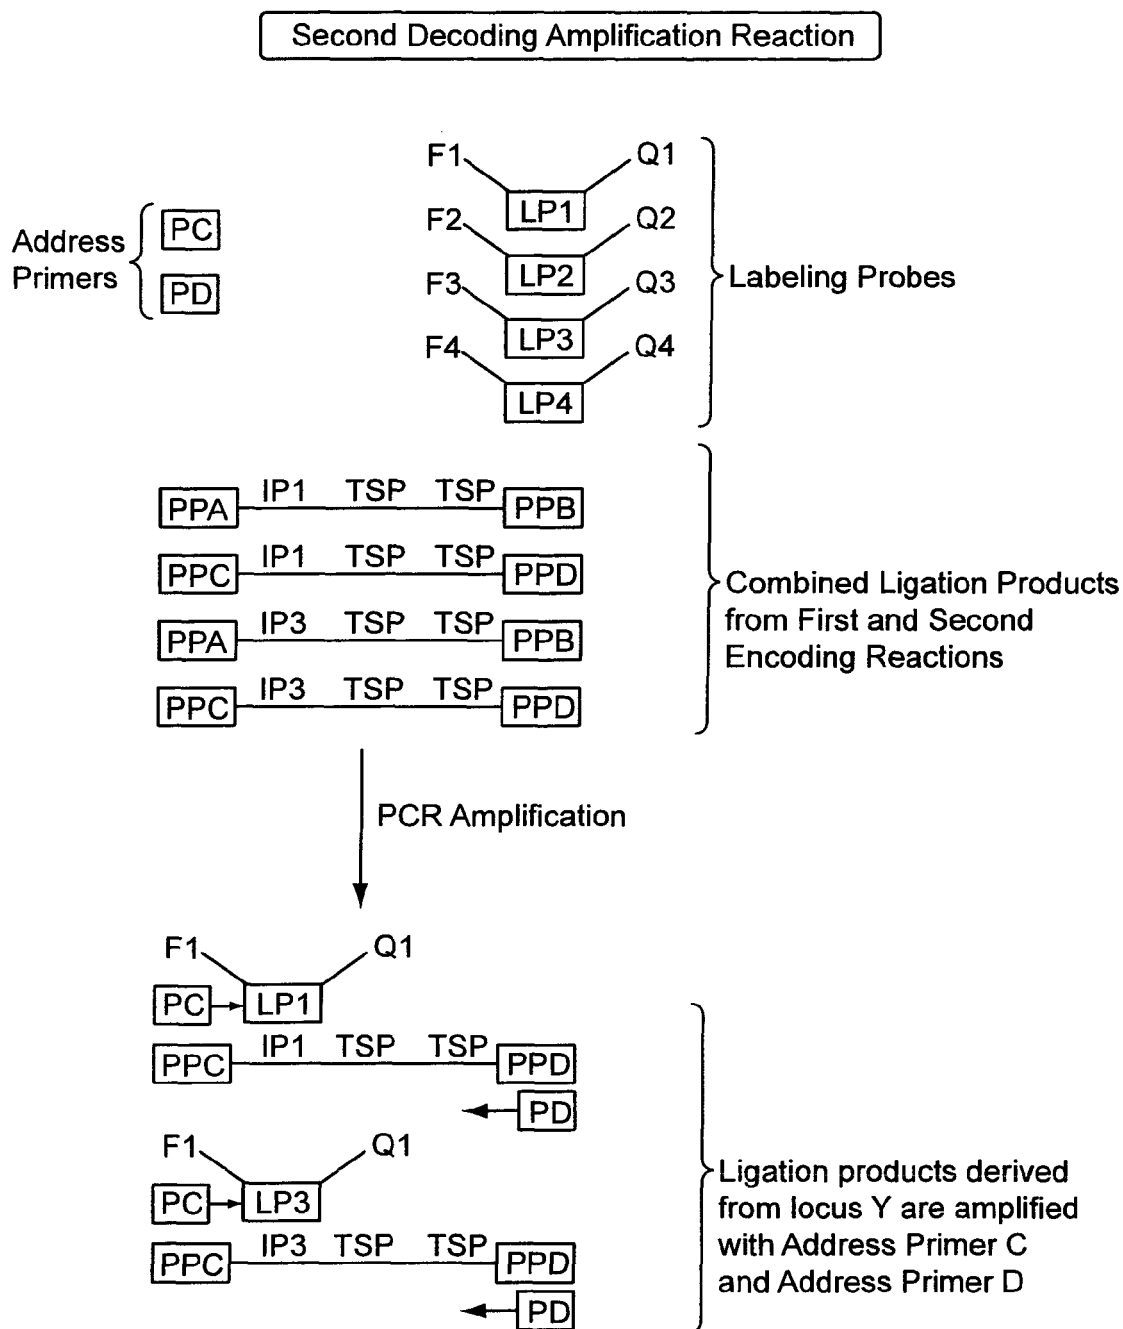 Second Decoding Amplification Reaction
F1 Q1
LP1
F2 Q2
LP2
F3 Q3
LP3
F4 Q4
LP4
Address
Primers
PC
PD
Labeling Probes
PPA IP1 TSP TSP PPB
PPC IP1 TSP TSP PPD
PPA IP3 TSP TSP PPB
PPC IP3 TSP TSP PPD
Combined Ligation Products
from First and Second
Encoding Reactions
PCR Amplification
F1 Q1
PC LP1
PPC IP1 TSP TSP PPD
PD
F1 Q1
PC LP3
PPC IP3 TSP TSP PPD
PD
Ligation products derived
from locus Y are amplified
with Address Primer C
and Address Primer D